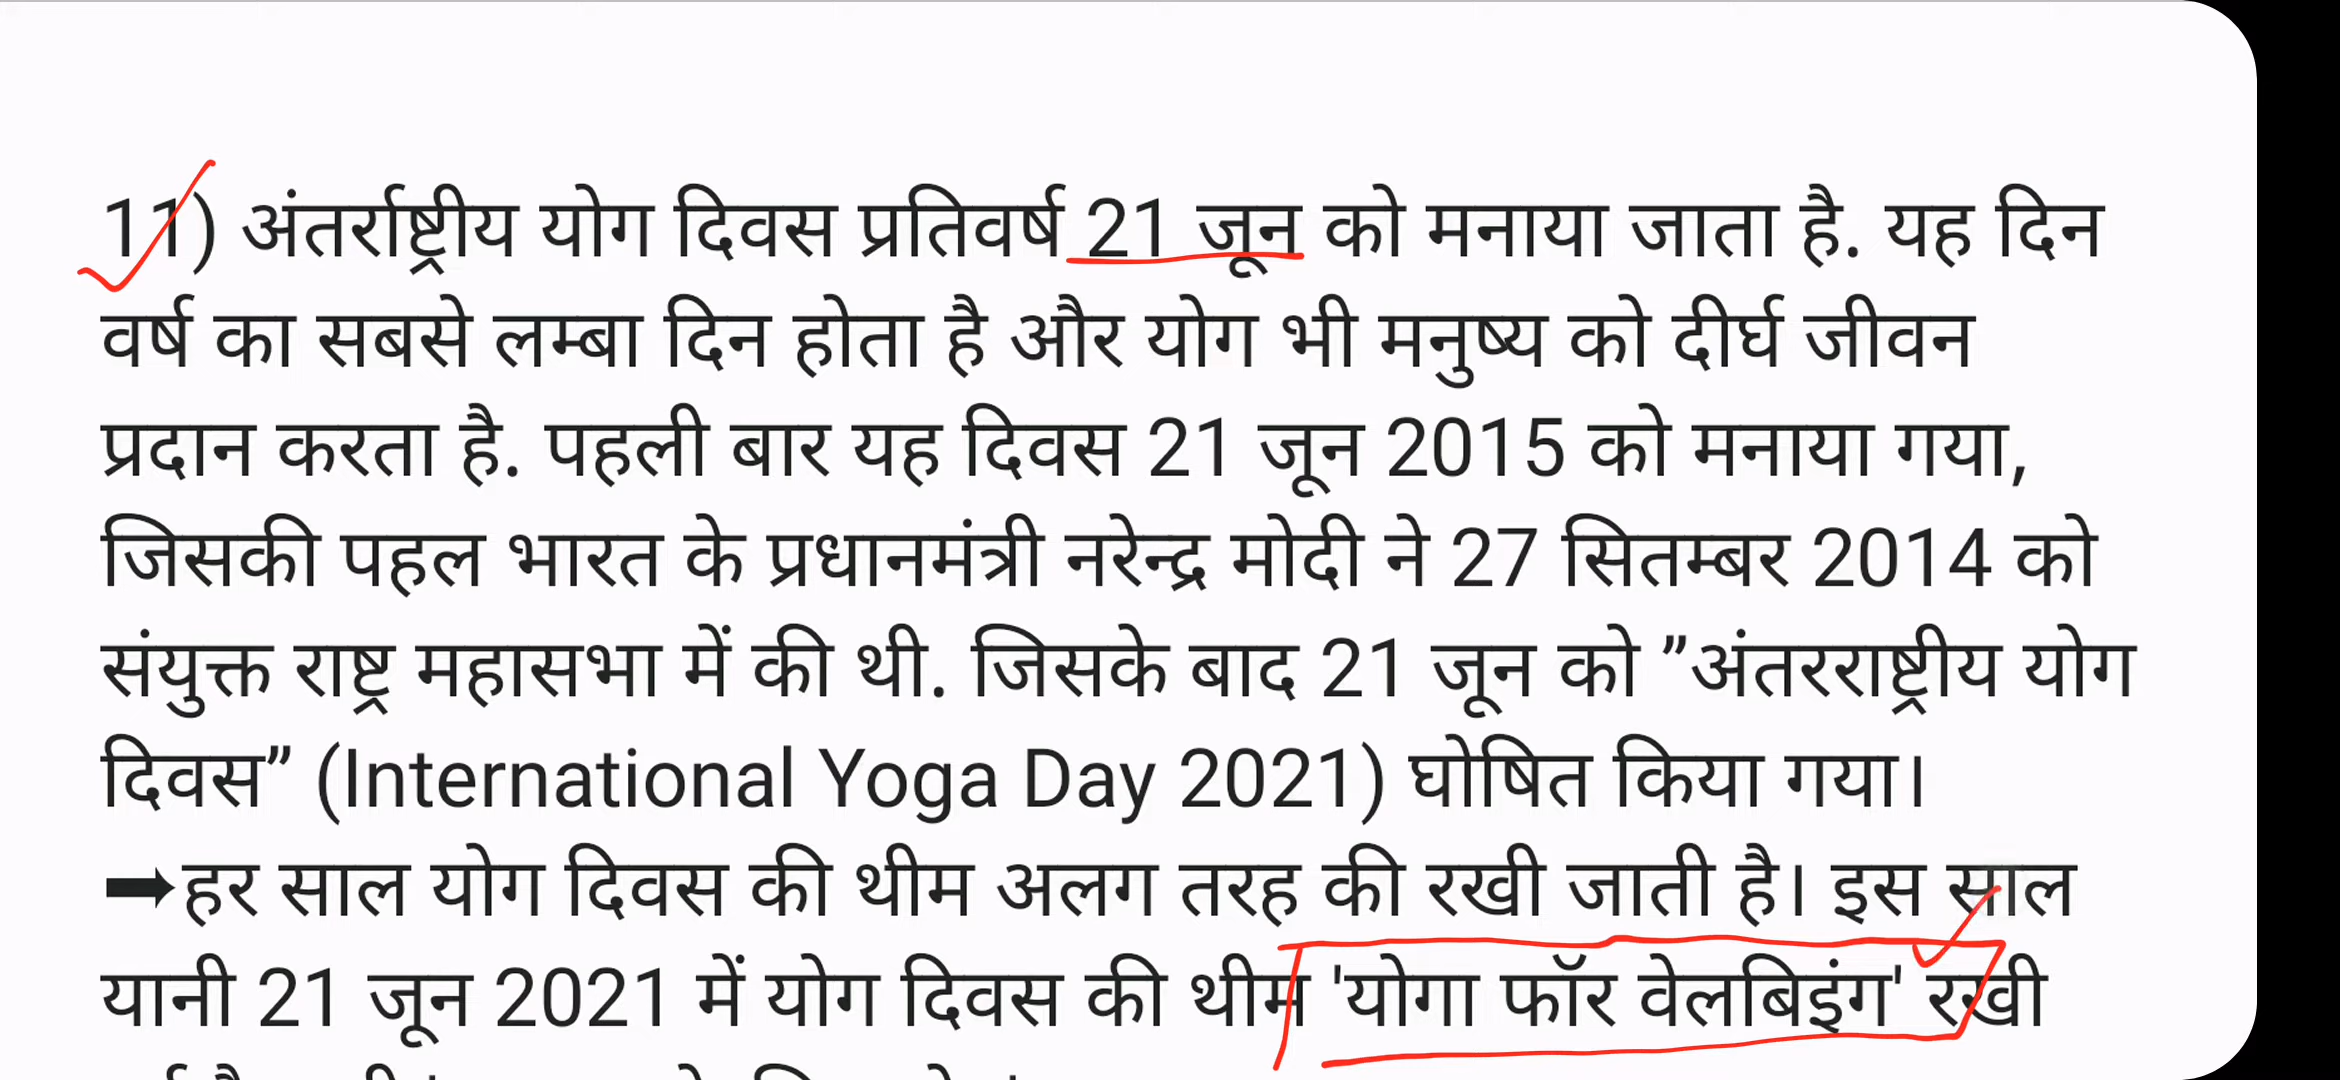 11) अंतर्राष्ट्रीय योग दिवस प्रतिवर्ष 21 जून को मनाया जाता है. यह दिन
वर्ष का सबसे लम्बा दिन होता है और योग भी मनुष्य को दीर्घ जीवन
प्रदान करता है. पहली बार यह दिवस 21 जून 2015 को मनाया गया,
जिसकी पहल भारत के प्रधानमंत्री नरेन्द्र मोदी ने 27 सितम्बर 2014 को
संयुक्त राष्ट्र महासभा में की थी. जिसके बाद 21 जून को ”अंतरराष्ट्रीय योग
दिवस” (International Yoga Day 2021) घोषित किया गया।
➡हर साल योग दिवस की थीम अलग तरह की रखी जाती है। इस साल
यानी 21 जून 2021 में योग दिवस की थीम 'योगा फॉर वेलबिइंग' रखी